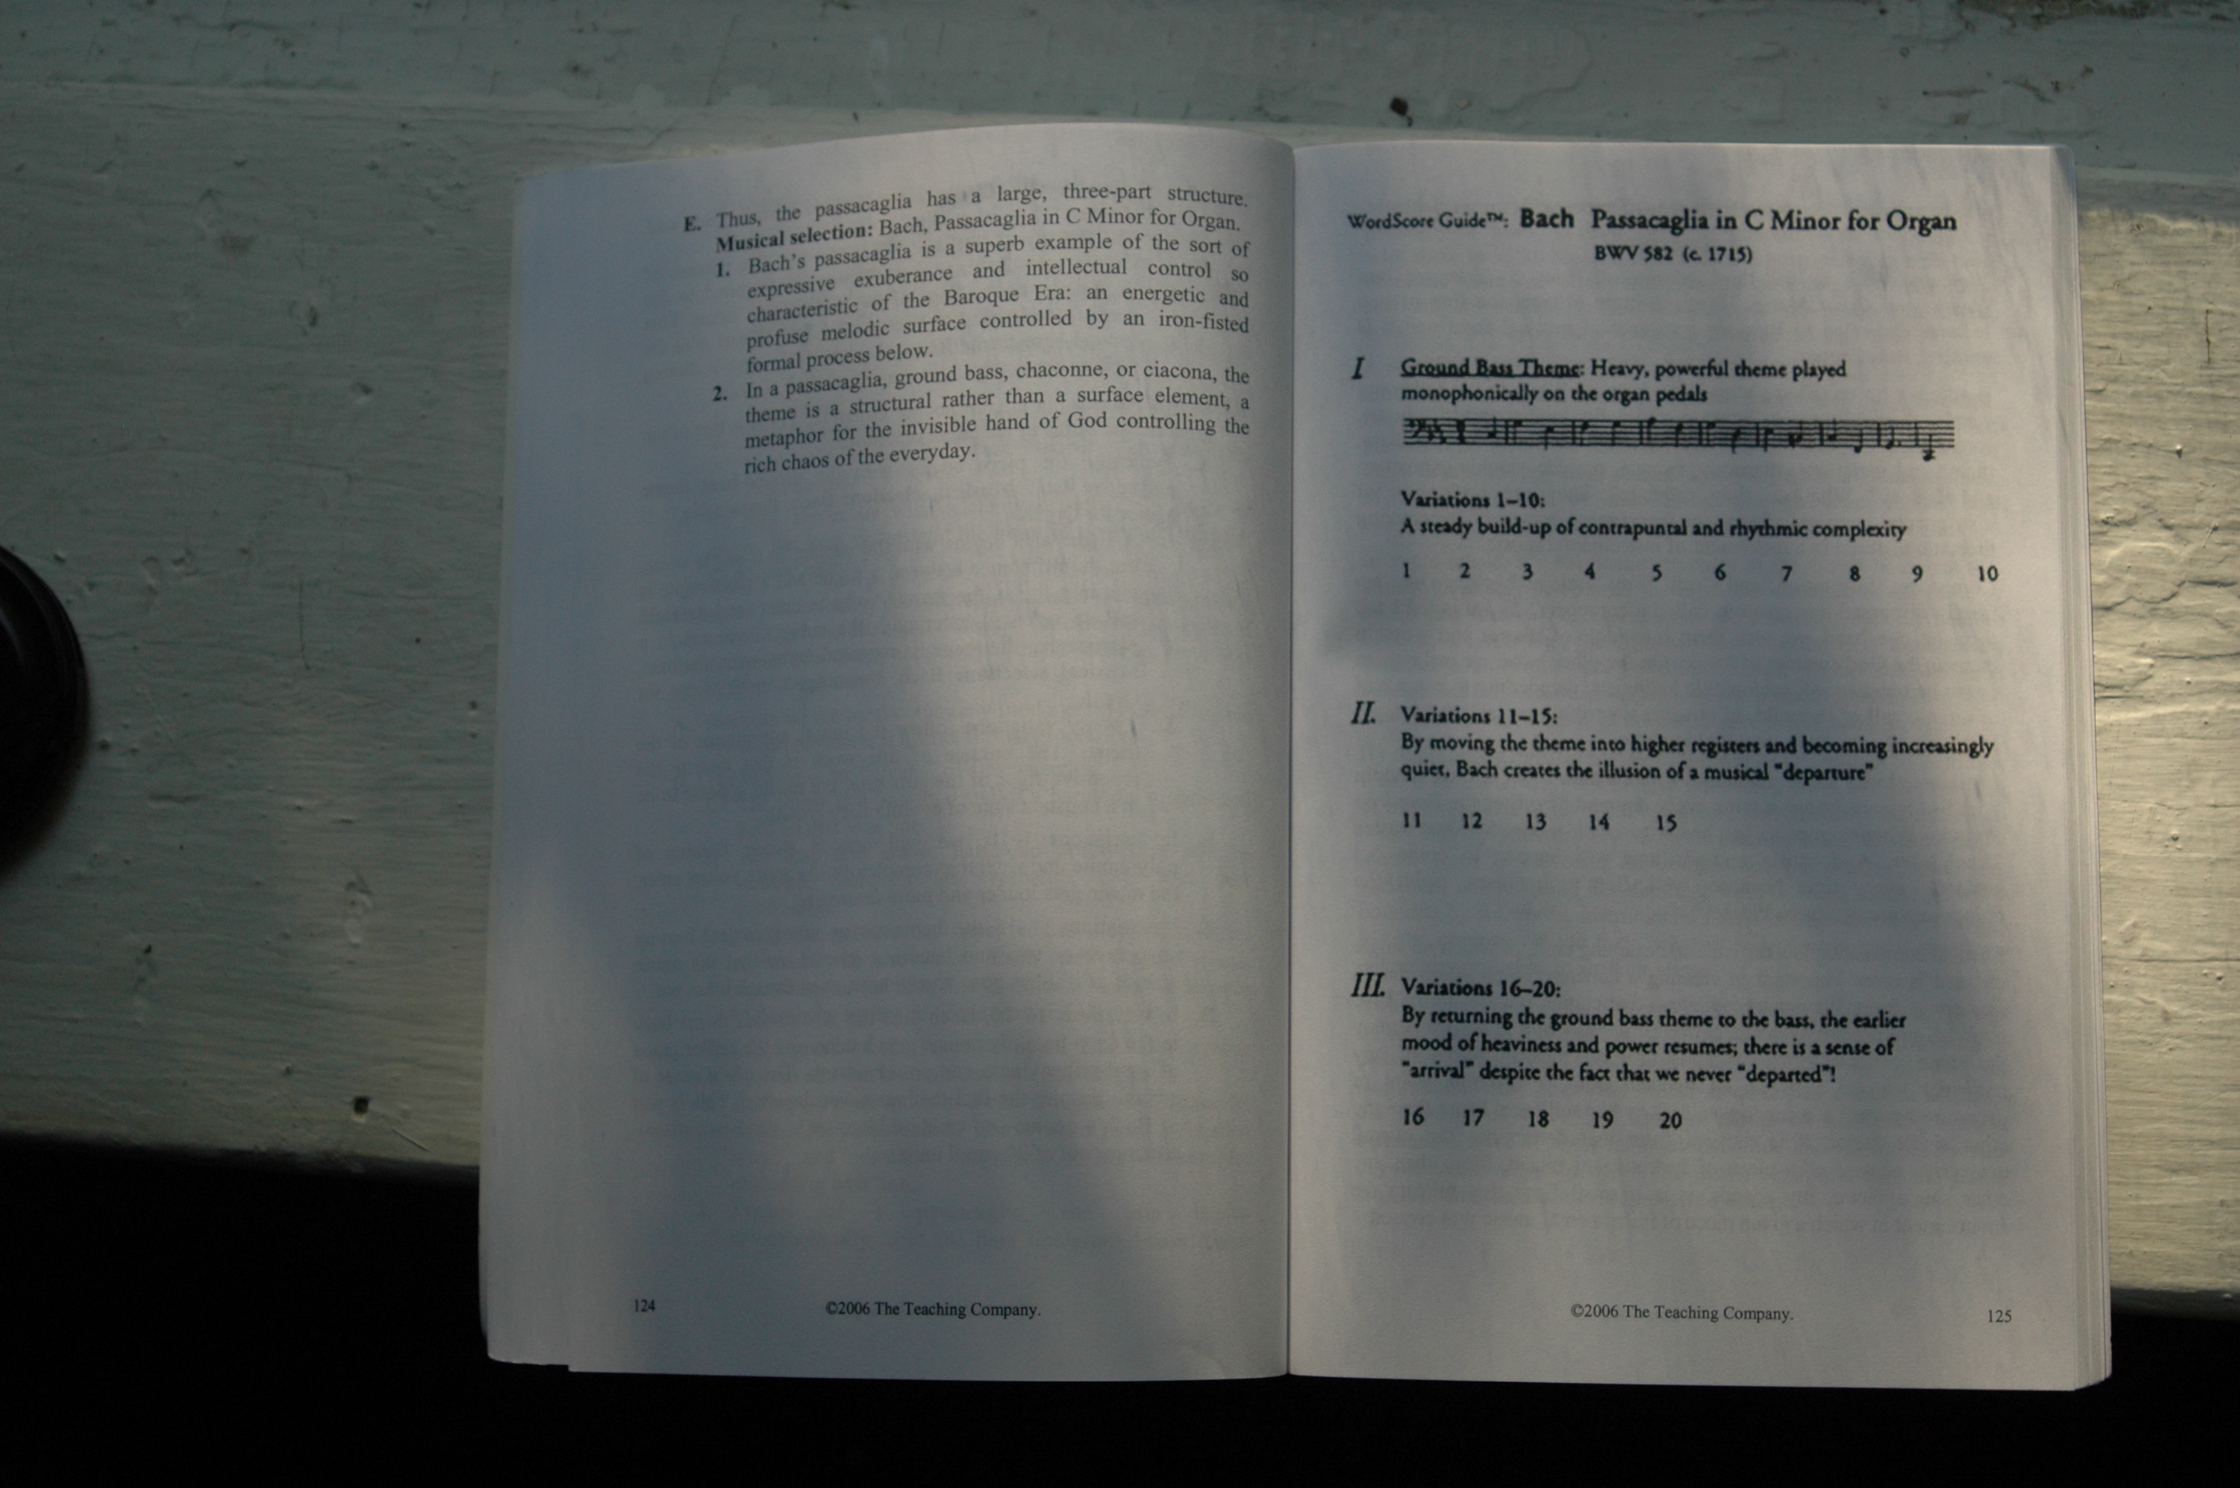 E. Thus, the passacaglia has a large, three-part structure.
Musical selection: Bach, Passacaglia in C Minor for Organ.
1. Bach's passacaglia is a superb example of the sort of
expressive exuberance and intellectual control so
characteristic of the Baroque Era: an energetic and
profuse melodic surface controlled by an iron-fisted
formal process below.
2. In a passacaglia, ground bass, chaconne, or ciacona, the
theme is a structural rather than a surface element, a
metaphor for the invisible hand of God controlling the
rich chaos of the everyday.
124 ©2006 The Teaching Company.
WordScore Guide™: Bach Passacaglia in C Minor for Organ
BWV 582 (c. 1715)
I Ground Bass Theme: Heavy, powerful theme played
monophonically on the organ pedals
Variations 1–10:
A steady build-up of contrapuntal and rhythmic complexity
1 2 3 4 5 6 7 8 9 10
II. Variations 11–15:
By moving the theme into higher registers and becoming increasingly
quiet, Bach creates the illusion of a musical "departure"
11 12 13 14 15
III. Variations 16–20:
By returning the ground bass theme to the bass, the earlier
mood of heaviness and power resumes; there is a sense of
"arrival" despite the fact that we never "departed"!
16 17 18 19 20
©2006 The Teaching Company. 125